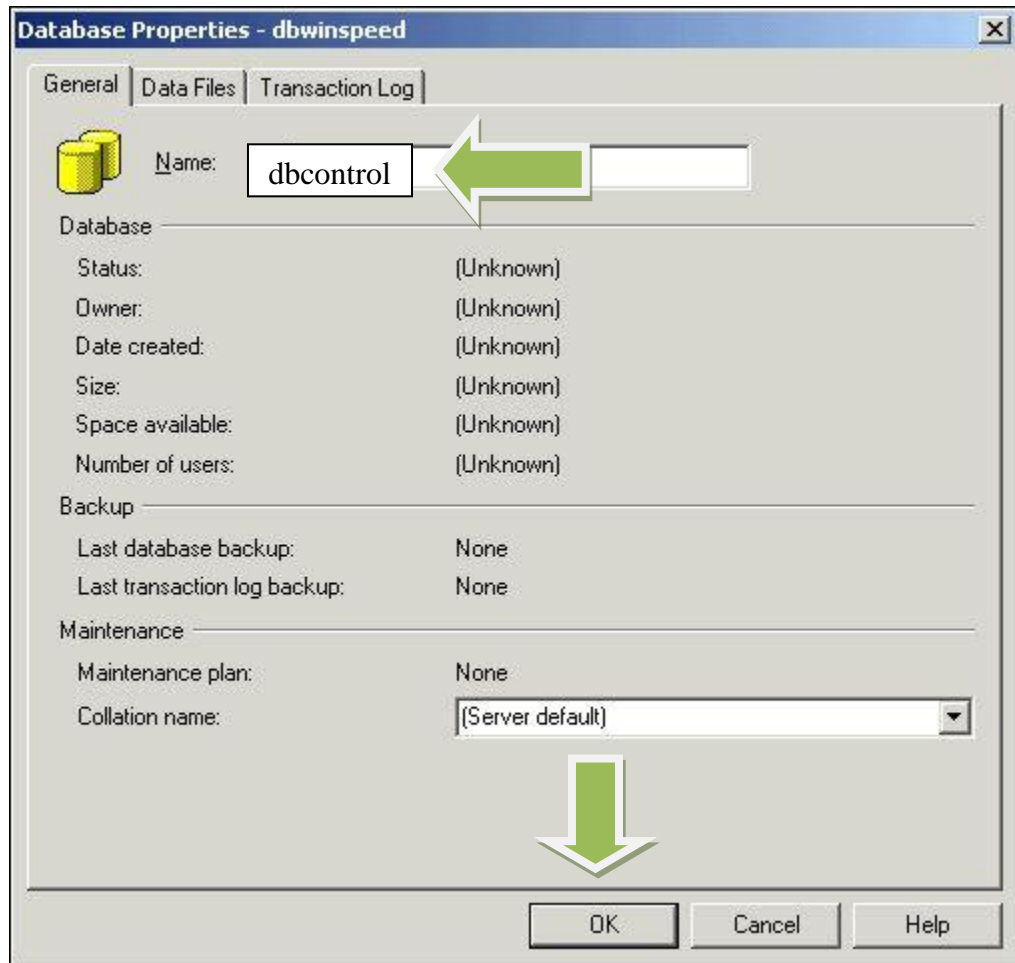 Database Properties - dbwinspeed
General Data Files Transaction Log
Name: dbcontrol
Database
Status: (Unknown)
Owner: (Unknown)
Date created: (Unknown)
Size: (Unknown)
Space available: (Unknown)
Number of users: (Unknown)
Backup
Last database backup: None
Last transaction log backup: None
Maintenance
Maintenance plan: None
Collation name: (Server default)
OK Cancel Help